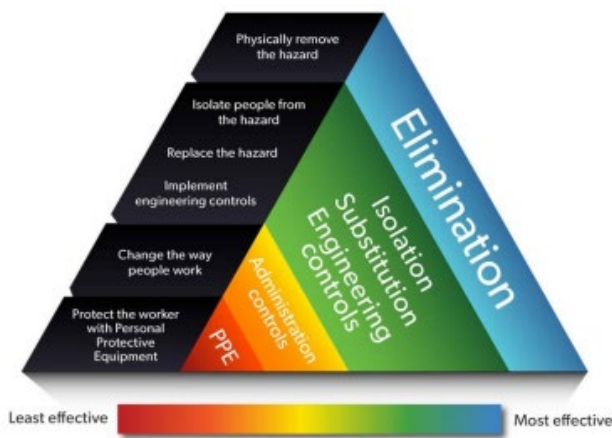 Physically remove
the hazard
Isolate people from
the hazard
Replace the hazard
Implement
engineering controls
Change the way
people work
Protect the worker
with Personal
Protective
Equipment
Elimination
Isolation
Substitution
Engineering
controls
Administration
controls
PPE
Least effective
Most effective